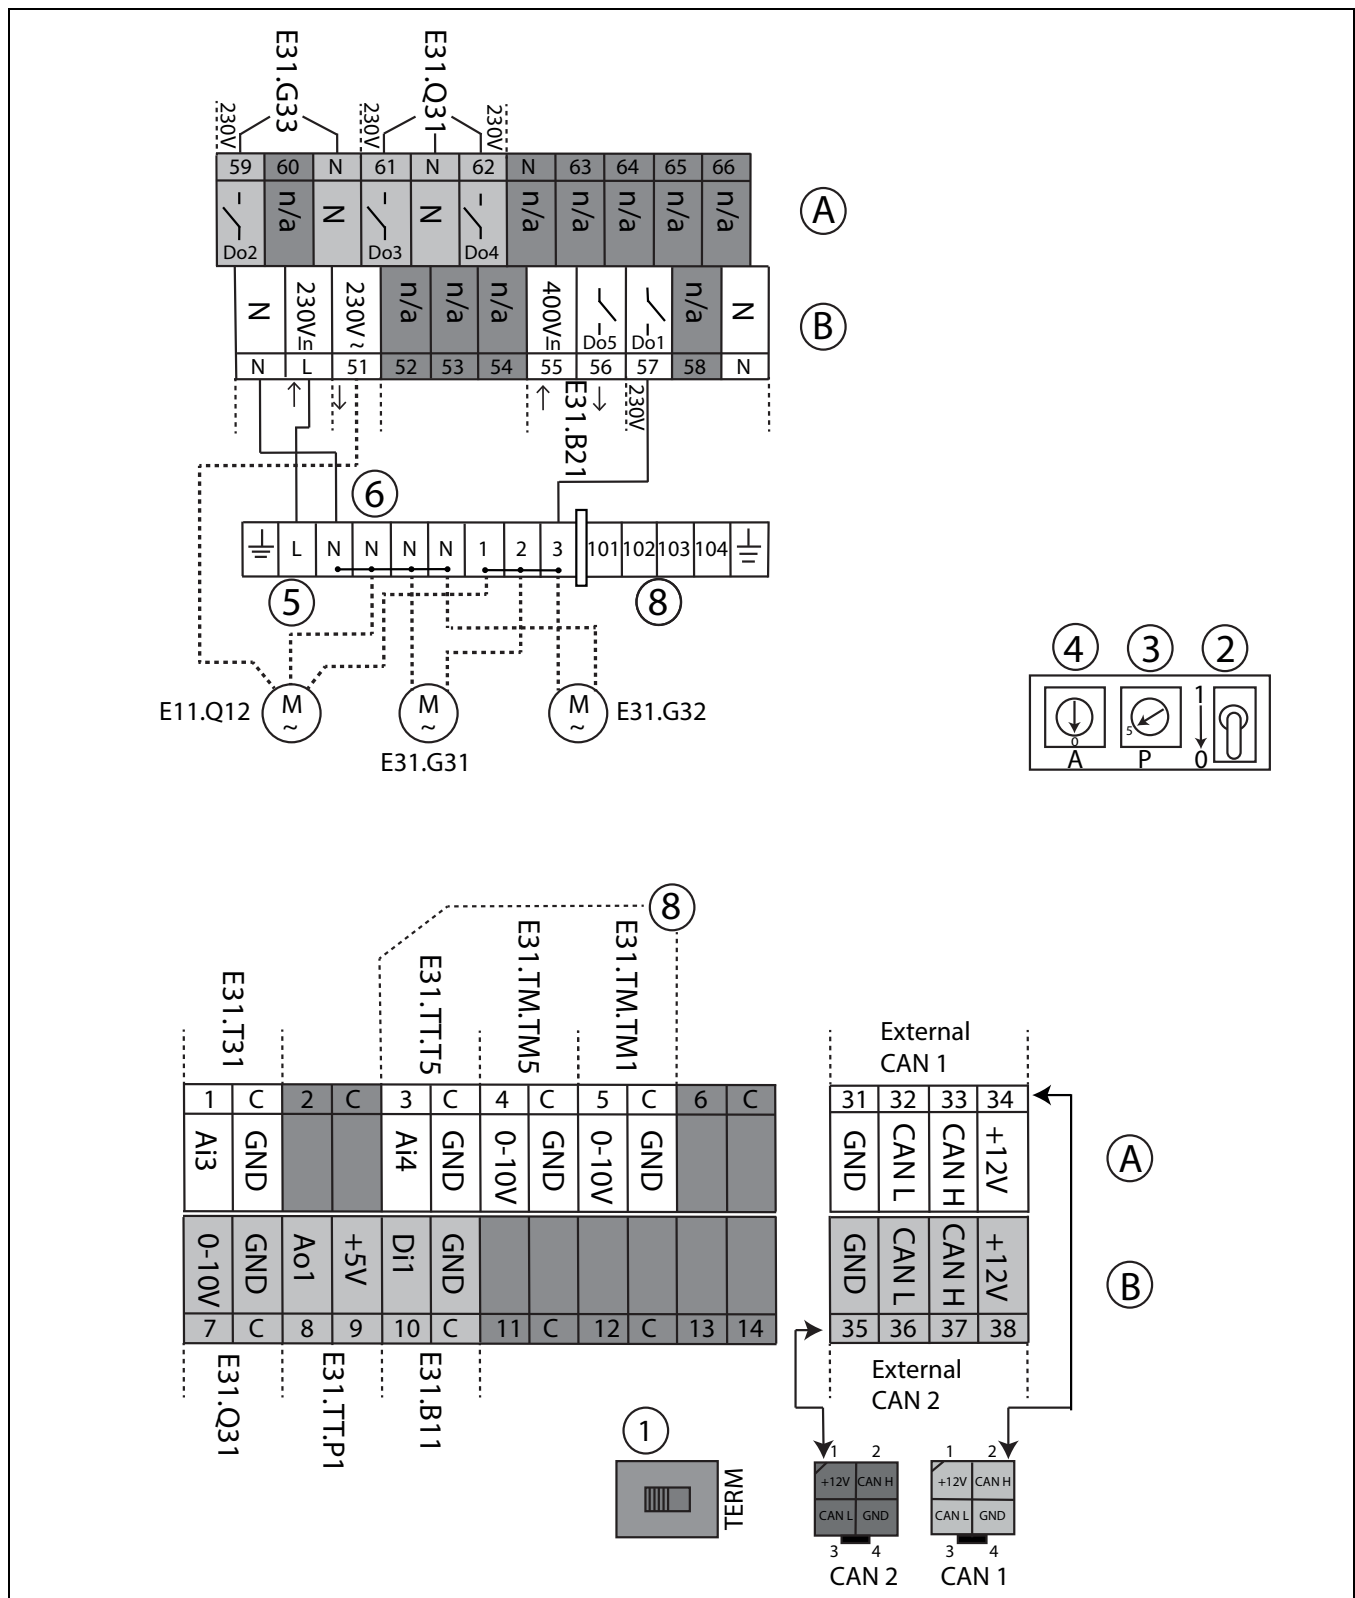 E31.G33
E31.Q31
230V 230V 230V
59 60 N 61 N 62 N 63 64 65 66
Do2 n/a N Do3 N Do4 n/a n/a n/a n/a n/a
A
N 230V In 230V ~ n/a n/a n/a 400V In Do5 Do1 n/a N
B
N L 51 52 53 54 55 56 57 58 N
E31.B21
230V
6
L N N N N 1 2 3 101 102 103 104
5
8
E11.Q12
M ~
M ~
M ~
E31.G32
E31.G31
4 3 2
0 5 1
A P 0
8
E31.T31
E31.TT.T5
E31.TM.TM5
E31.TM.TM1
External
CAN 1
1 C 2 C 3 C 4 C 5 C 6 C
31 32 33 34
Ai3 GND Ai4 GND 0-10V GND 0-10V GND
GND CAN L CAN H +12V
A
0-10V GND Ao1 +5V Di1 GND
GND CAN L CAN H +12V
B
7 C 8 9 10 C 11 C 12 C 13 14
35 36 37 38
External
CAN 2
E31.Q31
E31.TT.P1
E31.B11
1
TERM
1 2
+12V CAN H
CAN L GND
3 4
CAN 2
1 2
+12V CAN H
CAN L GND
3 4
CAN 1